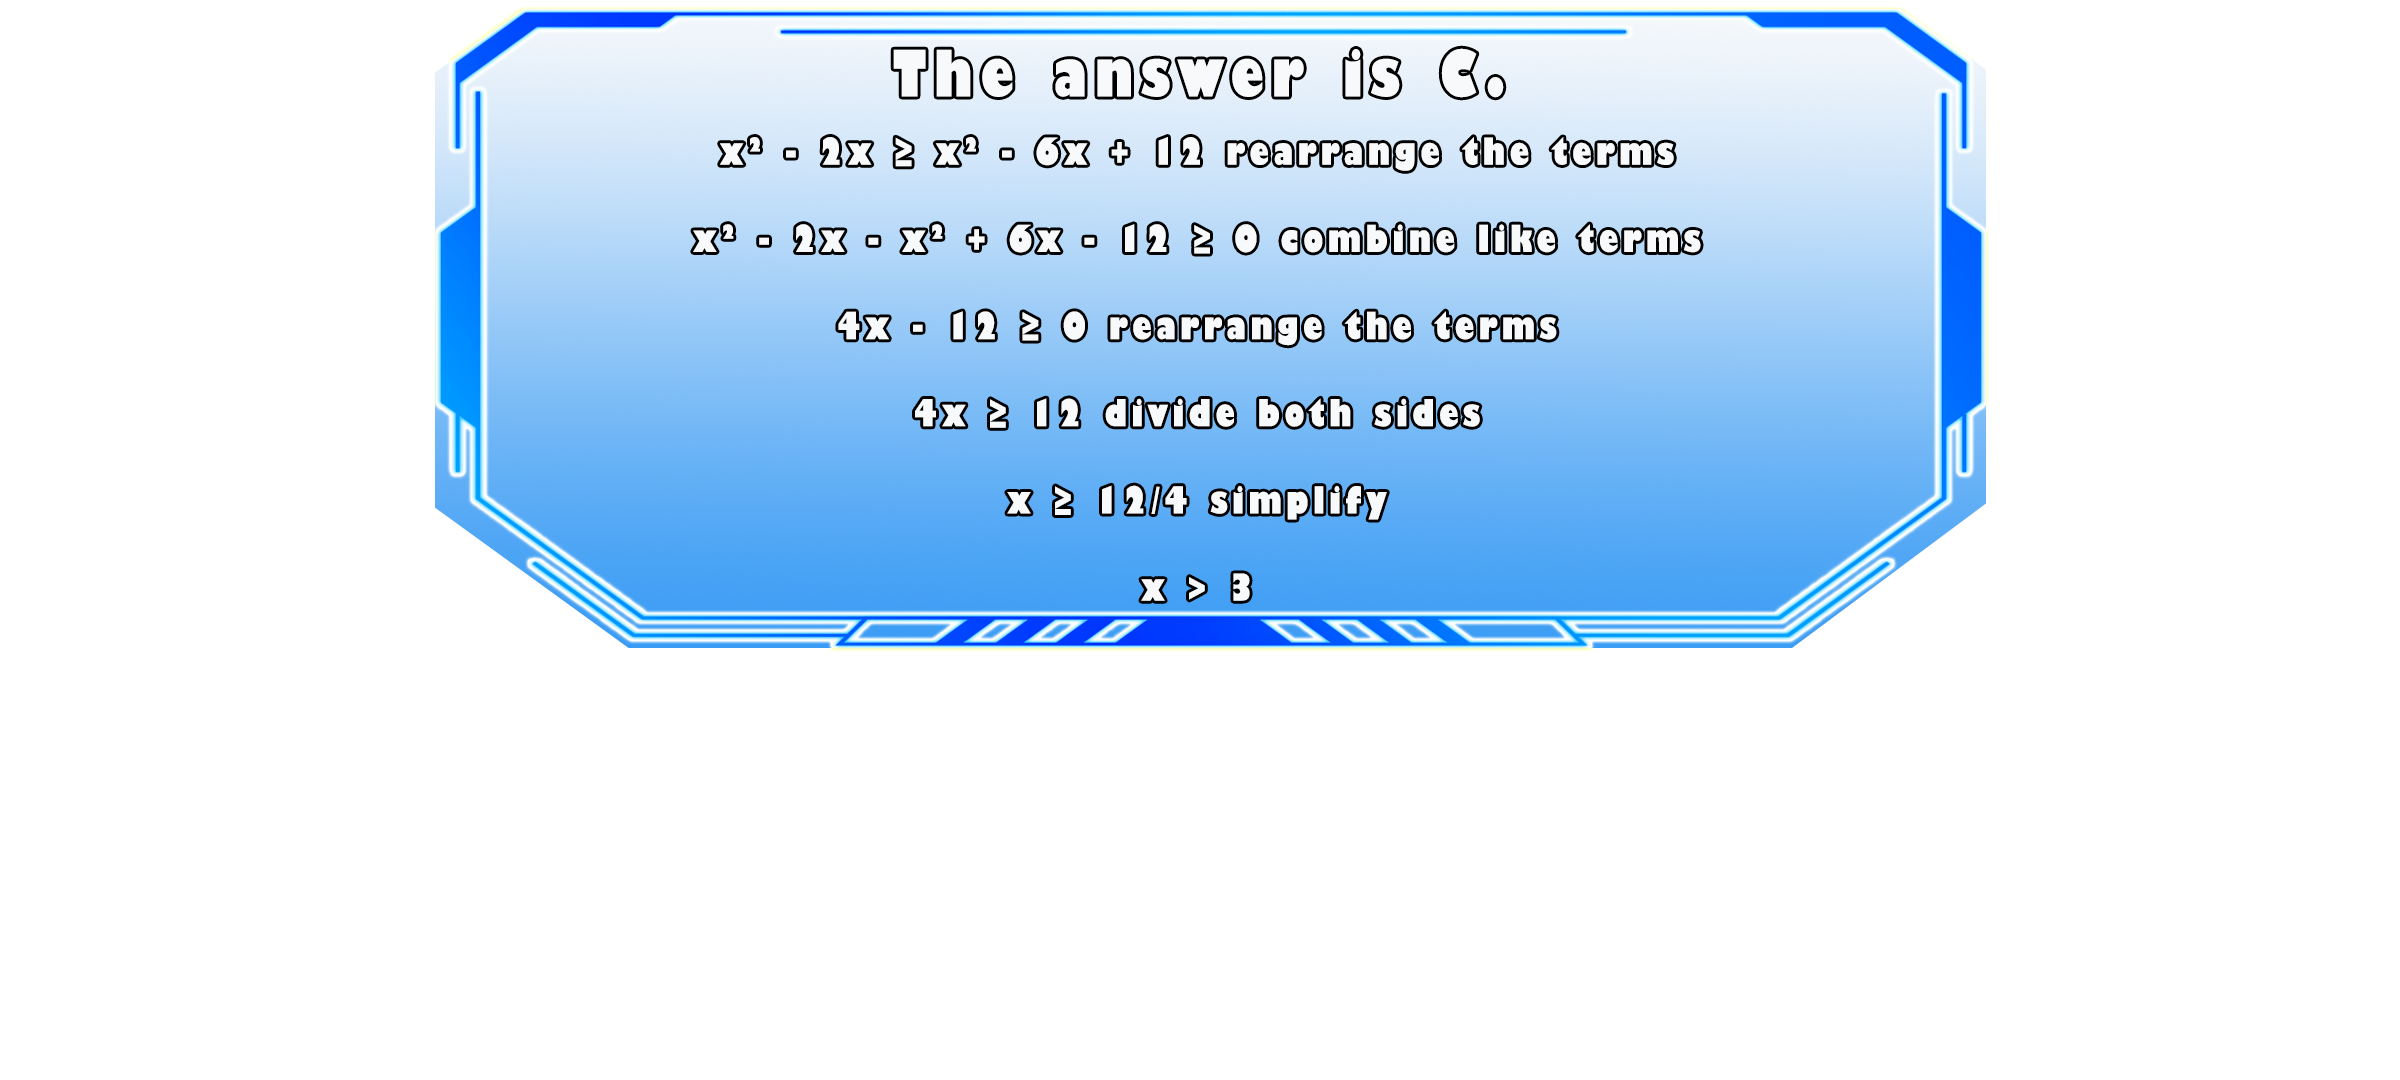 The answer is C.
x² - 2x ≥ x² - 6x + 12 rearrange the terms
x² - 2x - x² + 6x - 12 ≥ 0 combine like terms
4x - 12 ≥ 0 rearrange the terms
4x ≥ 12 divide both sides
x ≥ 12/4 simplify
x > 3